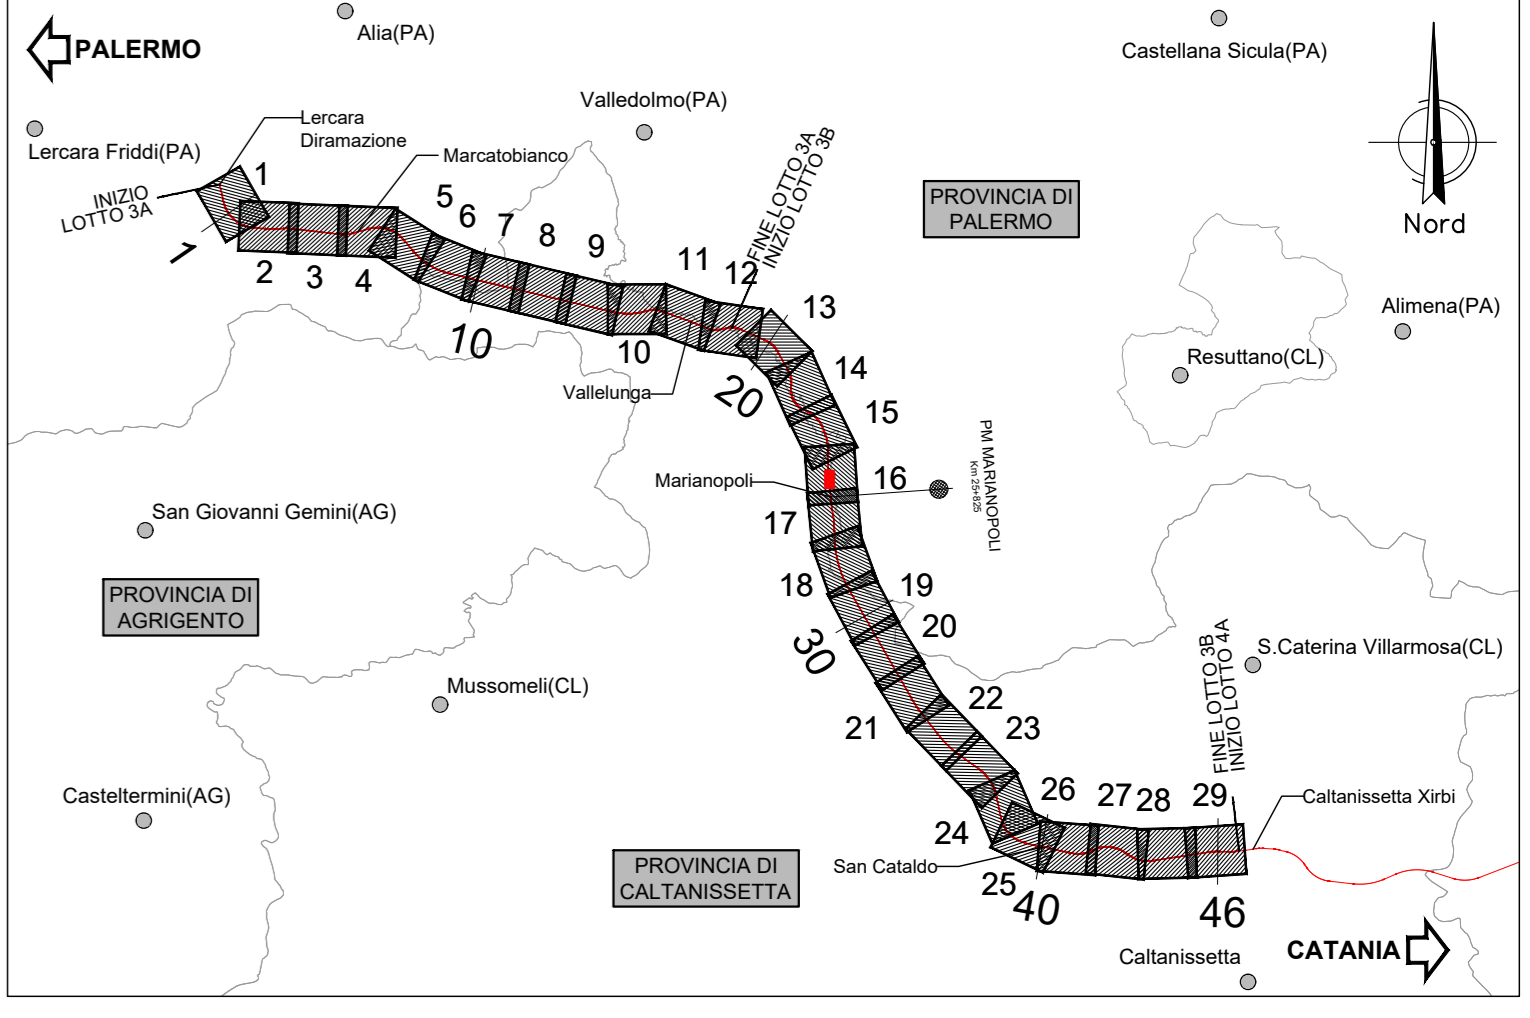 Alia(PA)
Castellana Sicula(PA)
PALERMO
Valledolmo(PA)
Lercara
Diramazione
Lercara Friddi(PA)
Marcatobianco
INIZIO
LOTTO 3A
FINE LOTTO 3A
INIZIO LOTTO 3B
PROVINCIA DI
PALERMO
Nord
1
1
2
3
4
5
6
7
8
9
10
10
11
12
13
20
14
15
Alimena(PA)
Resuttano(CL)
Vallelunga
Marianopoli
16
PM MARIANOPOLI
Km 25+825
17
San Giovanni Gemini(AG)
PROVINCIA DI
AGRIGENTO
18
19
20
30
FINE LOTTO 3B
INIZIO LOTTO 4A
S.Caterina Villarmosa(CL)
Mussomeli(CL)
21
22
23
Casteltermini(AG)
24
25
26
27
28
29
Caltanissetta Xirbi
San Cataldo
PROVINCIA DI
CALTANISSETTA
40
46
Caltanissetta
CATANIA